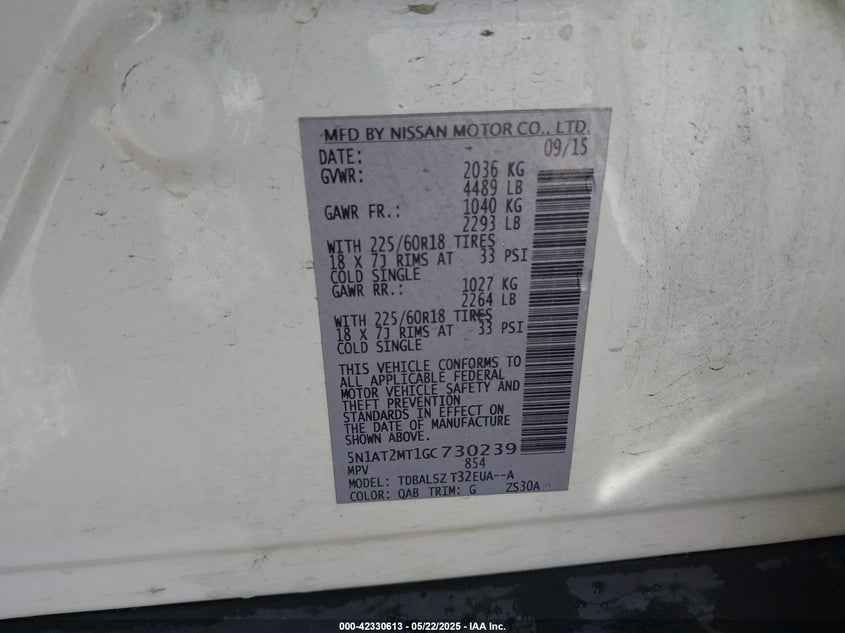 MFD BY NISSAN MOTOR CO., LTD.
DATE: 09/15
GVWR: 2036 KG
4489 LB
GAWR FR.: 1040 KG
2293 LB
WITH 225/60R18 TIRES
18 X 7J RIMS AT 33 PSI
COLD SINGLE
GAWR RR.: 1027 KG
2264 LB
WITH 225/60R18 TIRES
18 X 7J RIMS AT 33 PSI
COLD SINGLE
THIS VEHICLE CONFORMS TO
ALL APPLICABLE FEDERAL
MOTOR VEHICLE SAFETY AND
THEFT PREVENTION
STANDARDS IN EFFECT ON
THE DATE OF MANUFACTURE
SHOWN ABOVE.
5N1AT2MT1GC730239
MPV 854
MODEL: TDBALSZ T32EUA--A
COLOR: QAB TRIM: G ZS30A
000-42330613 - 05/22/2025 - IAA Inc.